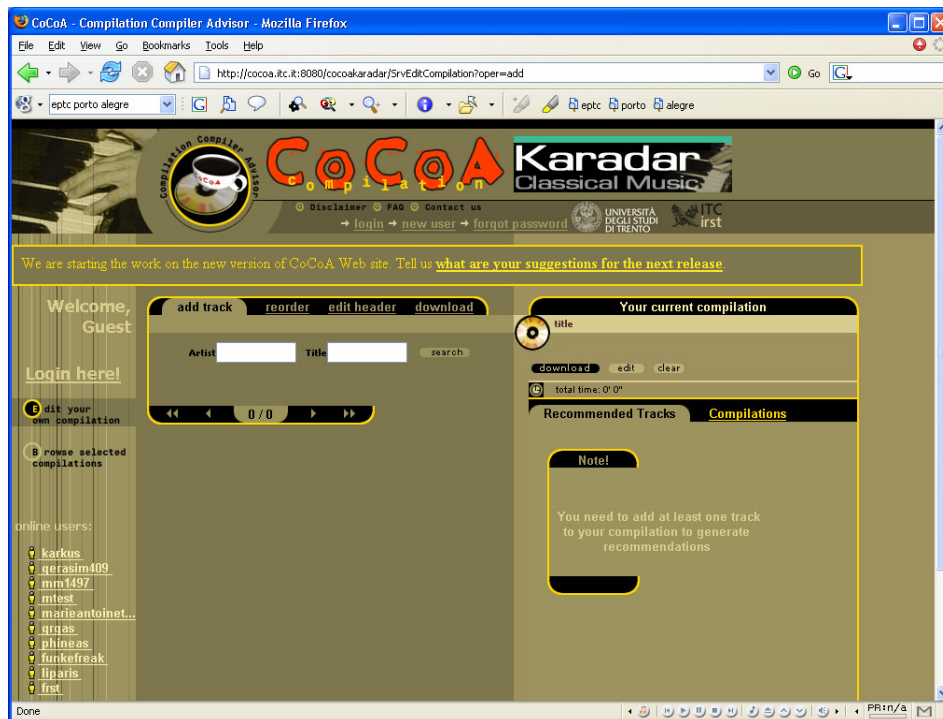 CoCoA - Compilation Compiler Advisor - Mozilla Firefox
File Edit View Go Bookmarks Tools Help
http://cocoa.itc.it:8080/cocoakaradar/SrvEditCompilation?oper=add
Go
G
eptc porto alegre
G
eptc porto alegre
Compilation Compiler Advisor
CoCoA
CoCoA
Compilation
Karadar
Classical Music
Disclaimer FAQ Contact us
login new user forgot password
UNIVERSITÀ
DEGLI STUDI
DI TRENTO
ITC
irst
We are starting the work on the new version of CoCoA Web site. Tell us what are your suggestions for the next release.
Welcome,
Guest
Login here!
Edit your
own compilation
Browse selected
compilations
online users:
karkus
gerasim409
mm1497
mtest
marieantoinet...
grgas
phineas
funkefreak
liparis
frst
add track reorder edit header download
Artist Title search
0 / 0
Your current compilation
title
download edit clear
total time: 0' 0"
Recommended Tracks Compilations
Note!
You need to add at least one track
to your compilation to generate
recommendations
Done
PR:n/a